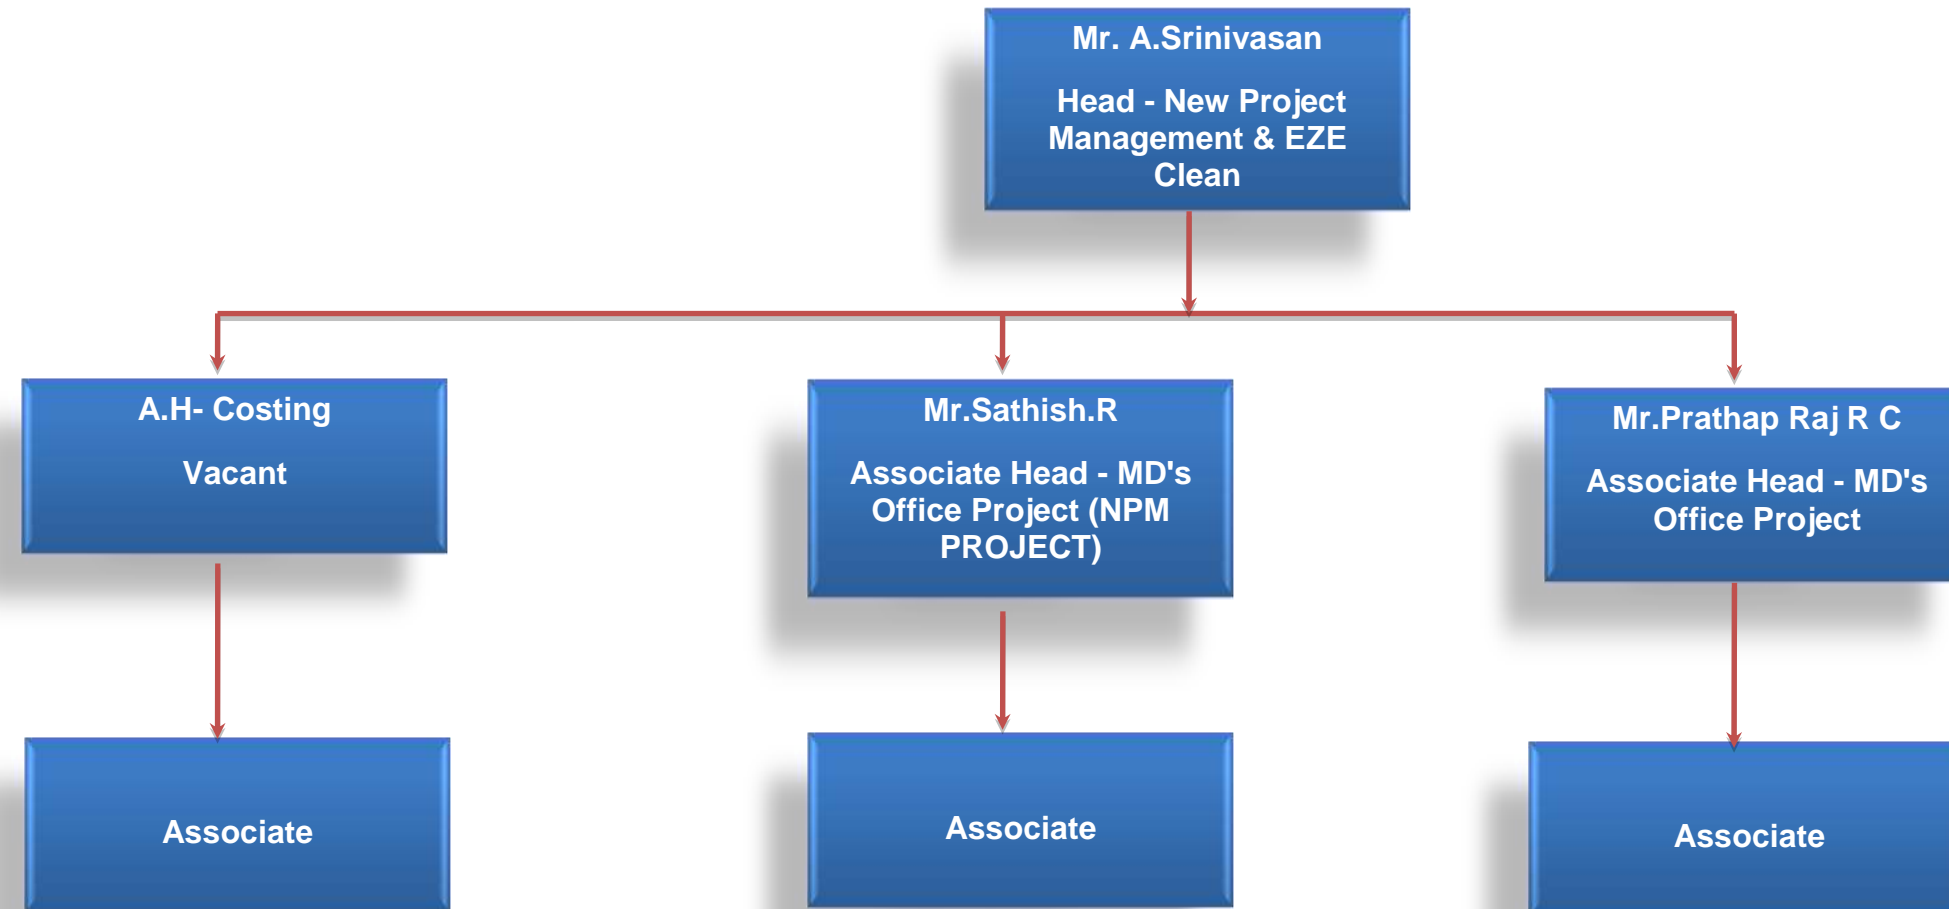 Mr. A.Srinivasan
Head - New Project
Management & EZE
Clean
A.H- Costing
Vacant
Mr.Sathish.R
Associate Head - MD's
Office Project (NPM
PROJECT)
Mr.Prathap Raj R C
Associate Head - MD's
Office Project
Associate
Associate
Associate